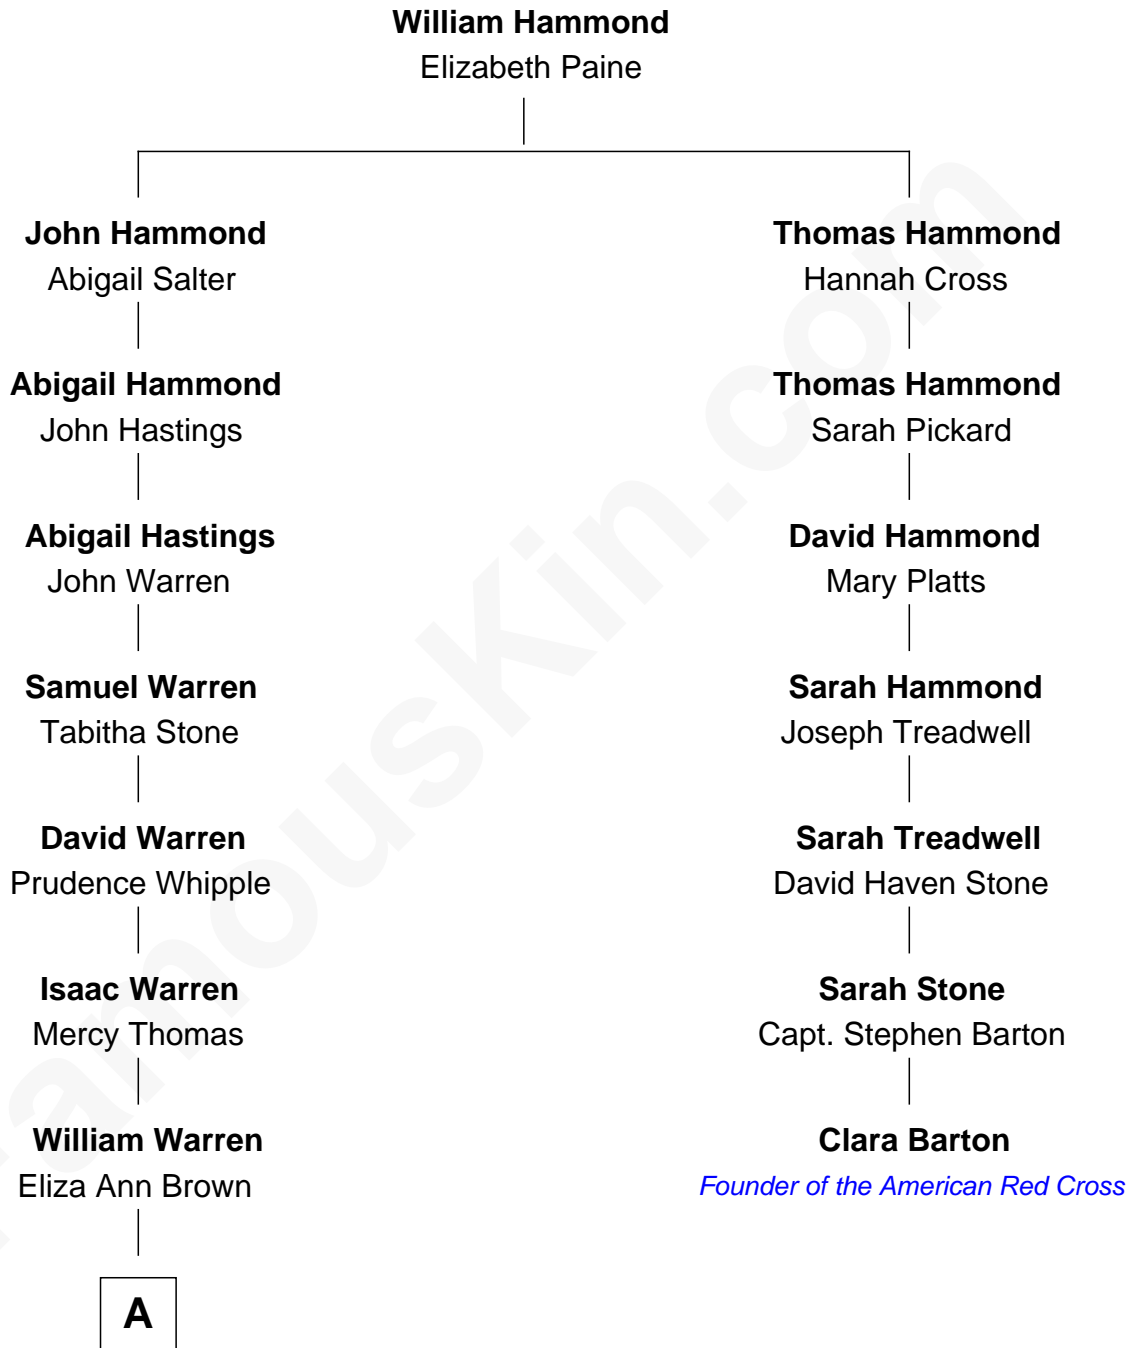 William Hammond
Elizabeth Paine
John Hammond
Abigail Salter
Thomas Hammond
Hannah Cross
Abigail Hammond
John Hastings
Thomas Hammond
Sarah Pickard
Abigail Hastings
John Warren
David Hammond
Mary Platts
Samuel Warren
Tabitha Stone
Sarah Hammond
Joseph Treadwell
David Warren
Prudence Whipple
Sarah Treadwell
David Haven Stone
Isaac Warren
Mercy Thomas
Sarah Stone
Capt. Stephen Barton
William Warren
Eliza Ann Brown
Clara Barton
Founder of the American Red Cross
A
FamousKin.com